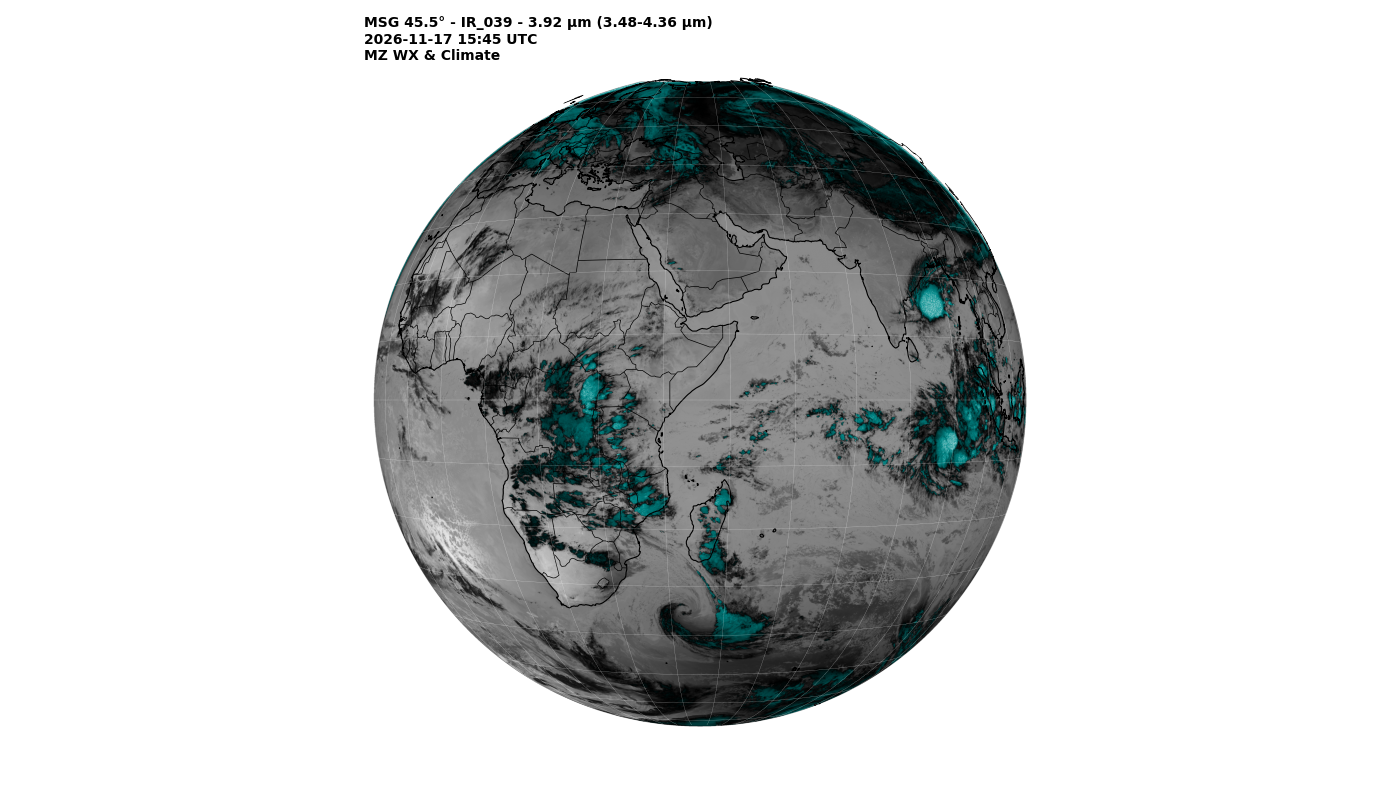 MSG 45.5° - IR_039 - 3.92 µm (3.48-4.36 µm)
2026-11-17 15:45 UTC
MZ WX & Climate